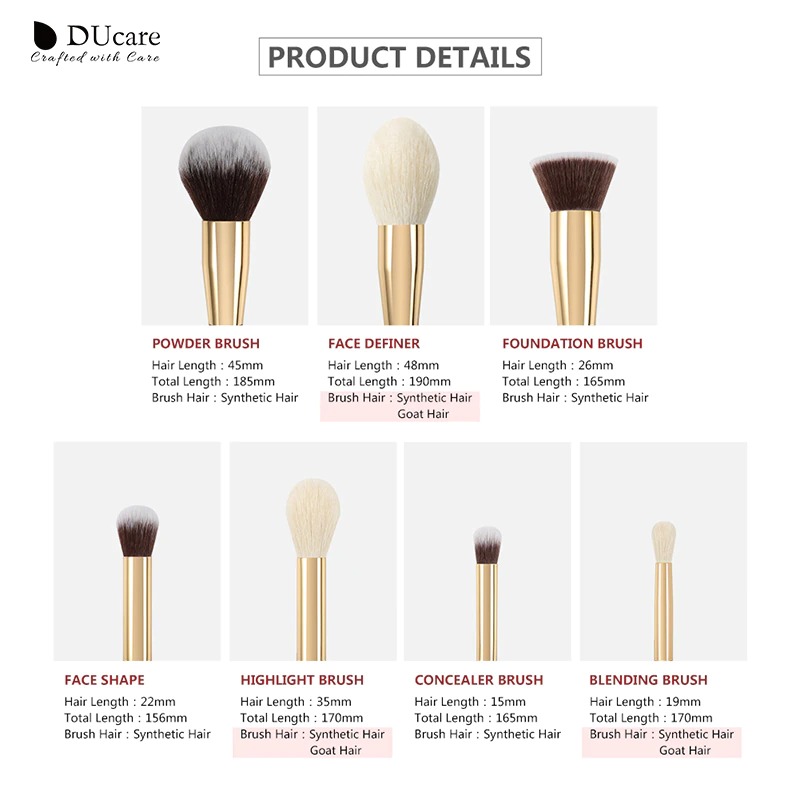 DUcare
Crafted with Care
PRODUCT DETAILS
POWDER BRUSH
Hair Length : 45mm
Total Length : 185mm
Brush Hair : Synthetic Hair
FACE DEFINER
Hair Length : 48mm
Total Length : 190mm
Brush Hair : Synthetic Hair
Goat Hair
FOUNDATION BRUSH
Hair Length : 26mm
Total Length : 165mm
Brush Hair : Synthetic Hair
FACE SHAPE
Hair Length : 22mm
Total Length : 156mm
Brush Hair : Synthetic Hair
HIGHLIGHT BRUSH
Hair Length : 35mm
Total Length : 170mm
Brush Hair : Synthetic Hair
Goat Hair
CONCEALER BRUSH
Hair Length : 15mm
Total Length : 165mm
Brush Hair : Synthetic Hair
BLENDING BRUSH
Hair Length : 19mm
Total Length : 170mm
Brush Hair : Synthetic Hair
Goat Hair